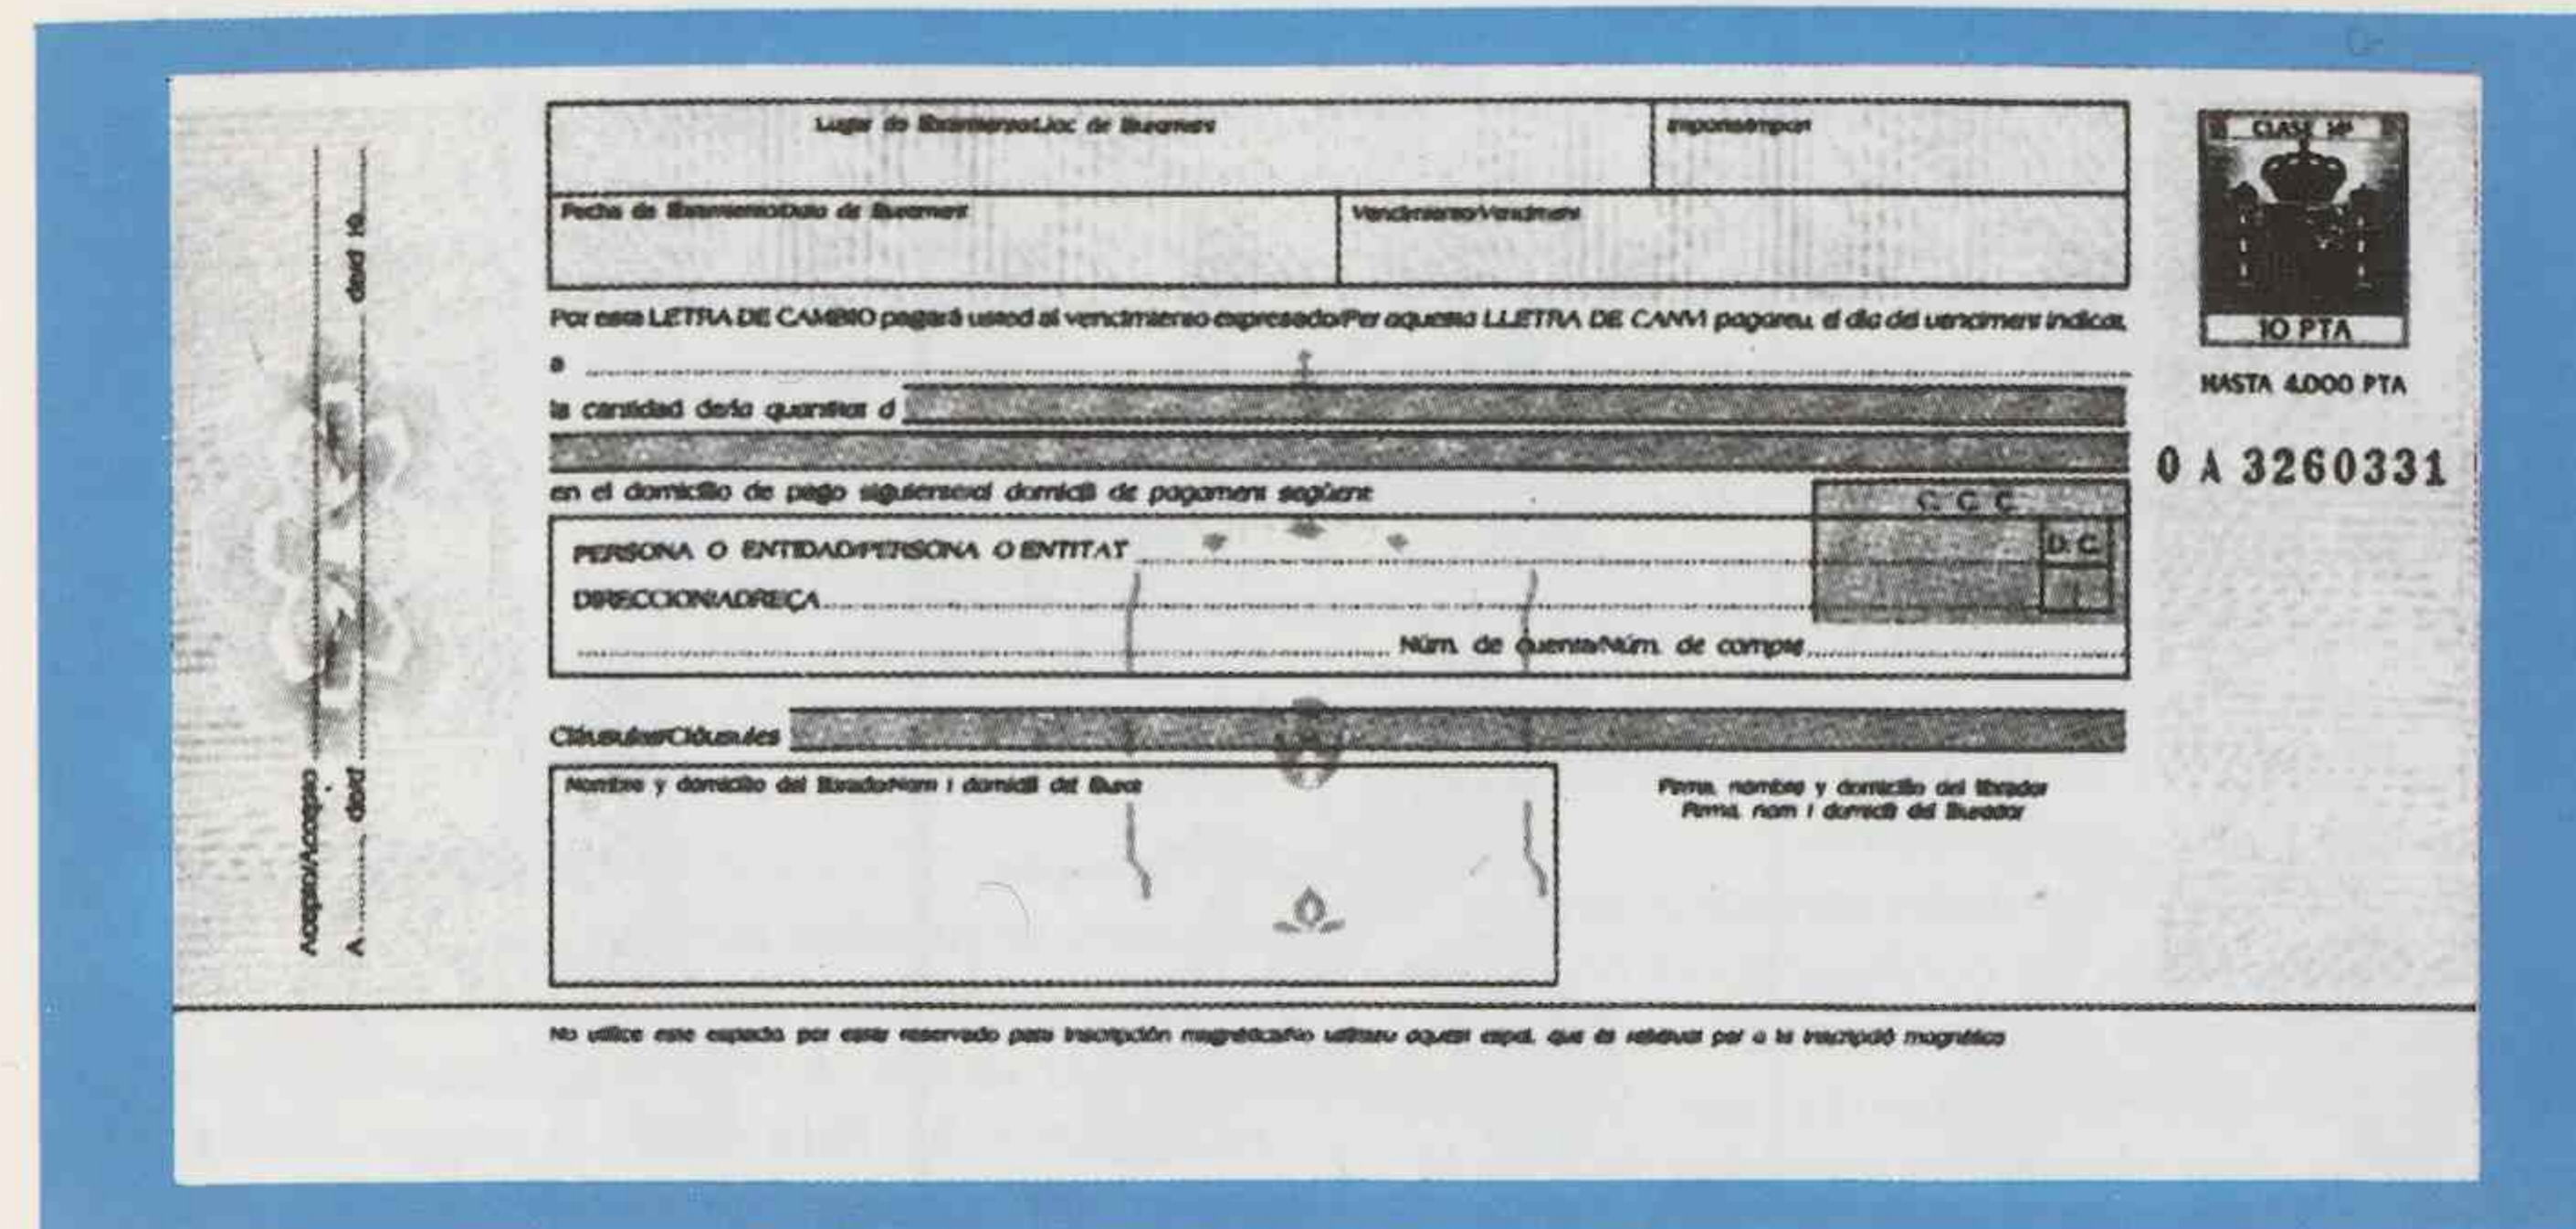 Lugar de libramiento/Lloc de lliurament
Importe/Import
CLASE 14ª
Fecha de libramiento/Data de lliurament
Vencimiento/Venciment
Por esta LETRA DE CAMBIO pagará usted al vencimiento expresado/Per aquesta LLETRA DE CANVI pagareu, el dia del venciment indicat,
10 PTA
a
HASTA 4.000 PTA
la cantidad de/la quantitat d
0 A 3260331
en el domicilio de pago siguiente/al domicili de pagament següent
C. C. C.
PERSONA O ENTIDAD/PERSONA O ENTITAT
D. C.
DIRECCION/ADREÇA
Núm. de cuenta/Núm. de compte
Cláusulas/Clàusules
Nombre y domicilio del librado/Nom i domicili del lliurat
Firma, nombre y domicilio del librador
Firma, nom i domicili del lliurador
Acepto/Accepto
A de/d de/d 19
No utilice este espacio, por estar reservado para inscripción magnética/No utilitzeu aquest espai, que és reservat per a la inscripció magnètica